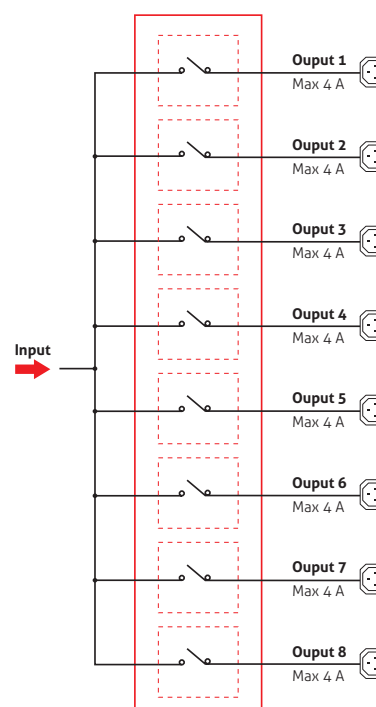 Ouput 1
Max 4 A
Ouput 2
Max 4 A
Ouput 3
Max 4 A
Ouput 4
Max 4 A
Input
Ouput 5
Max 4 A
Ouput 6
Max 4 A
Ouput 7
Max 4 A
Ouput 8
Max 4 A